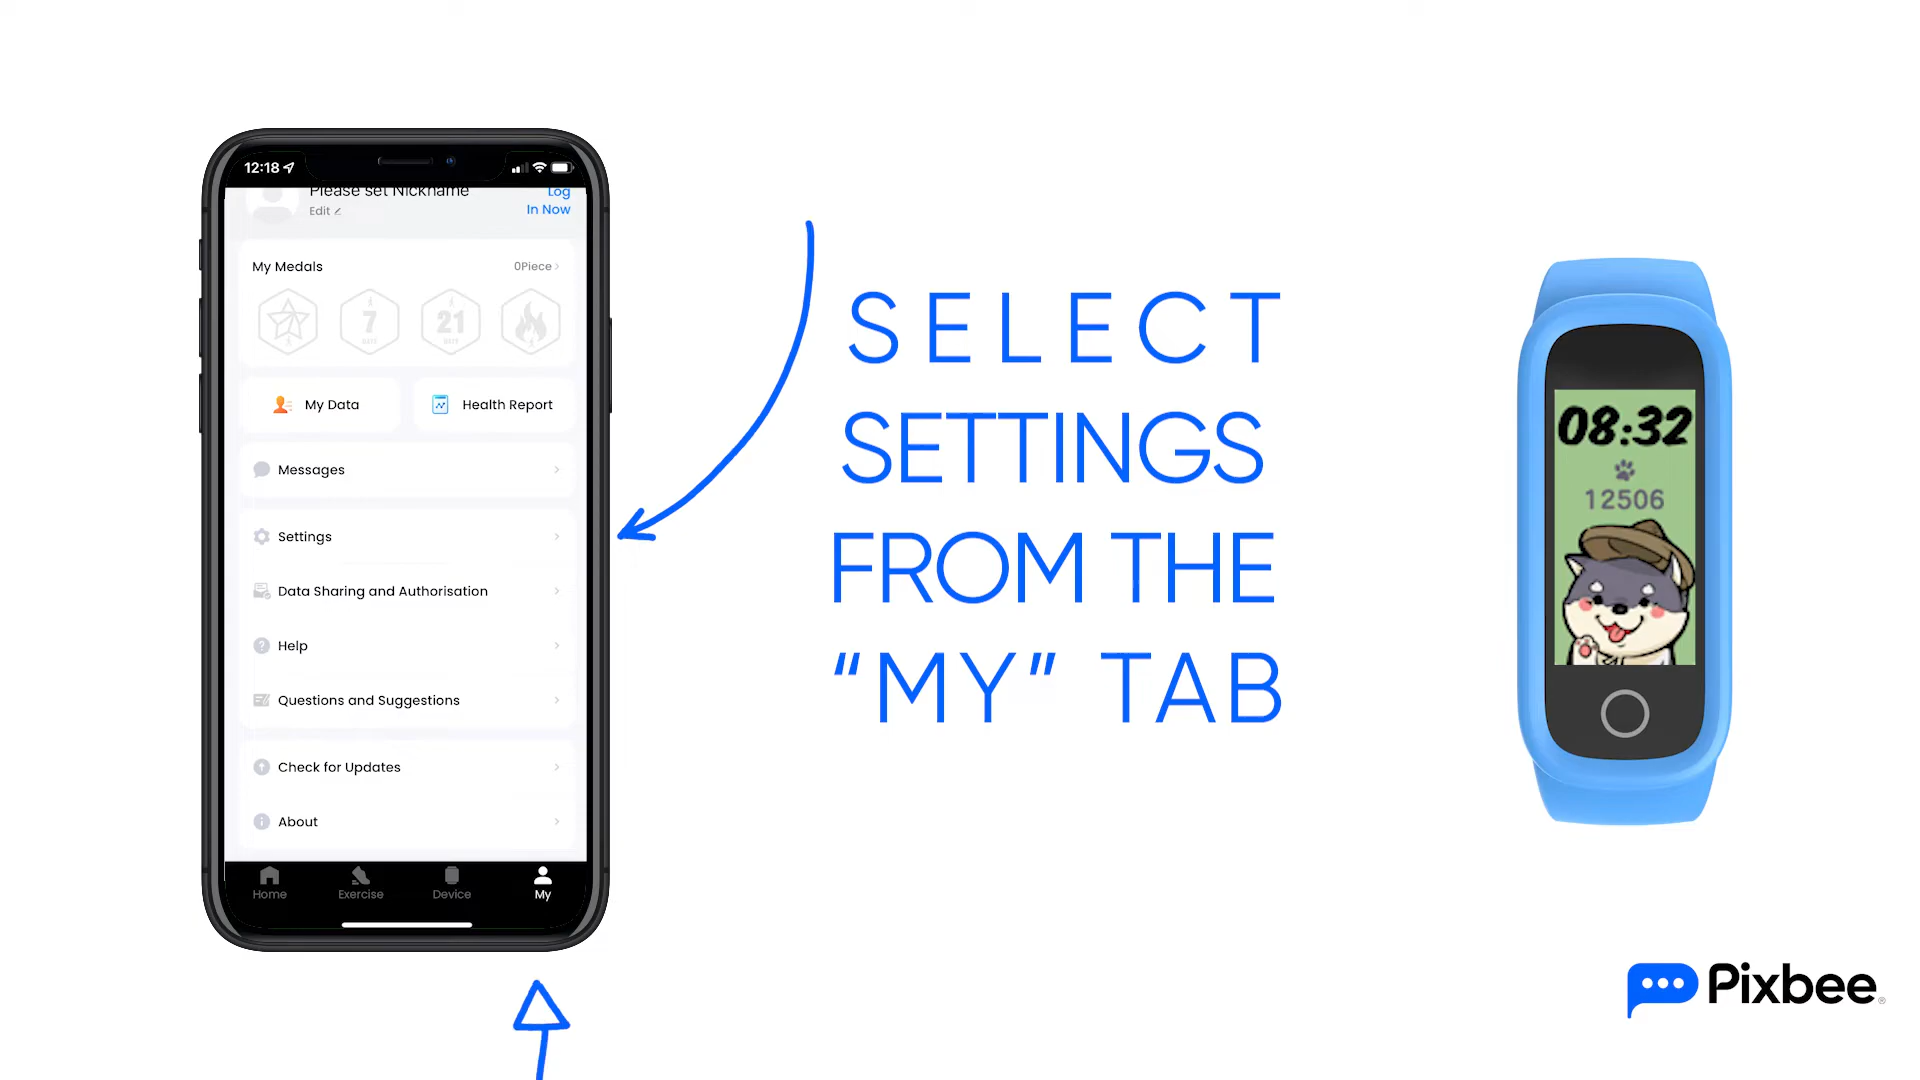 12:18
Please set Nickname
Log
In Now
Edit
My Medals
0Piece
7
DAYS
21
DAYS
My Data
Health Report
Messages
Settings
Data Sharing and Authorisation
Help
Questions and Suggestions
Check for Updates
About
Home
Exercise
Device
My
SELECT
SETTINGS
FROM THE
“MY” TAB
08:32
12506
Pixbee®